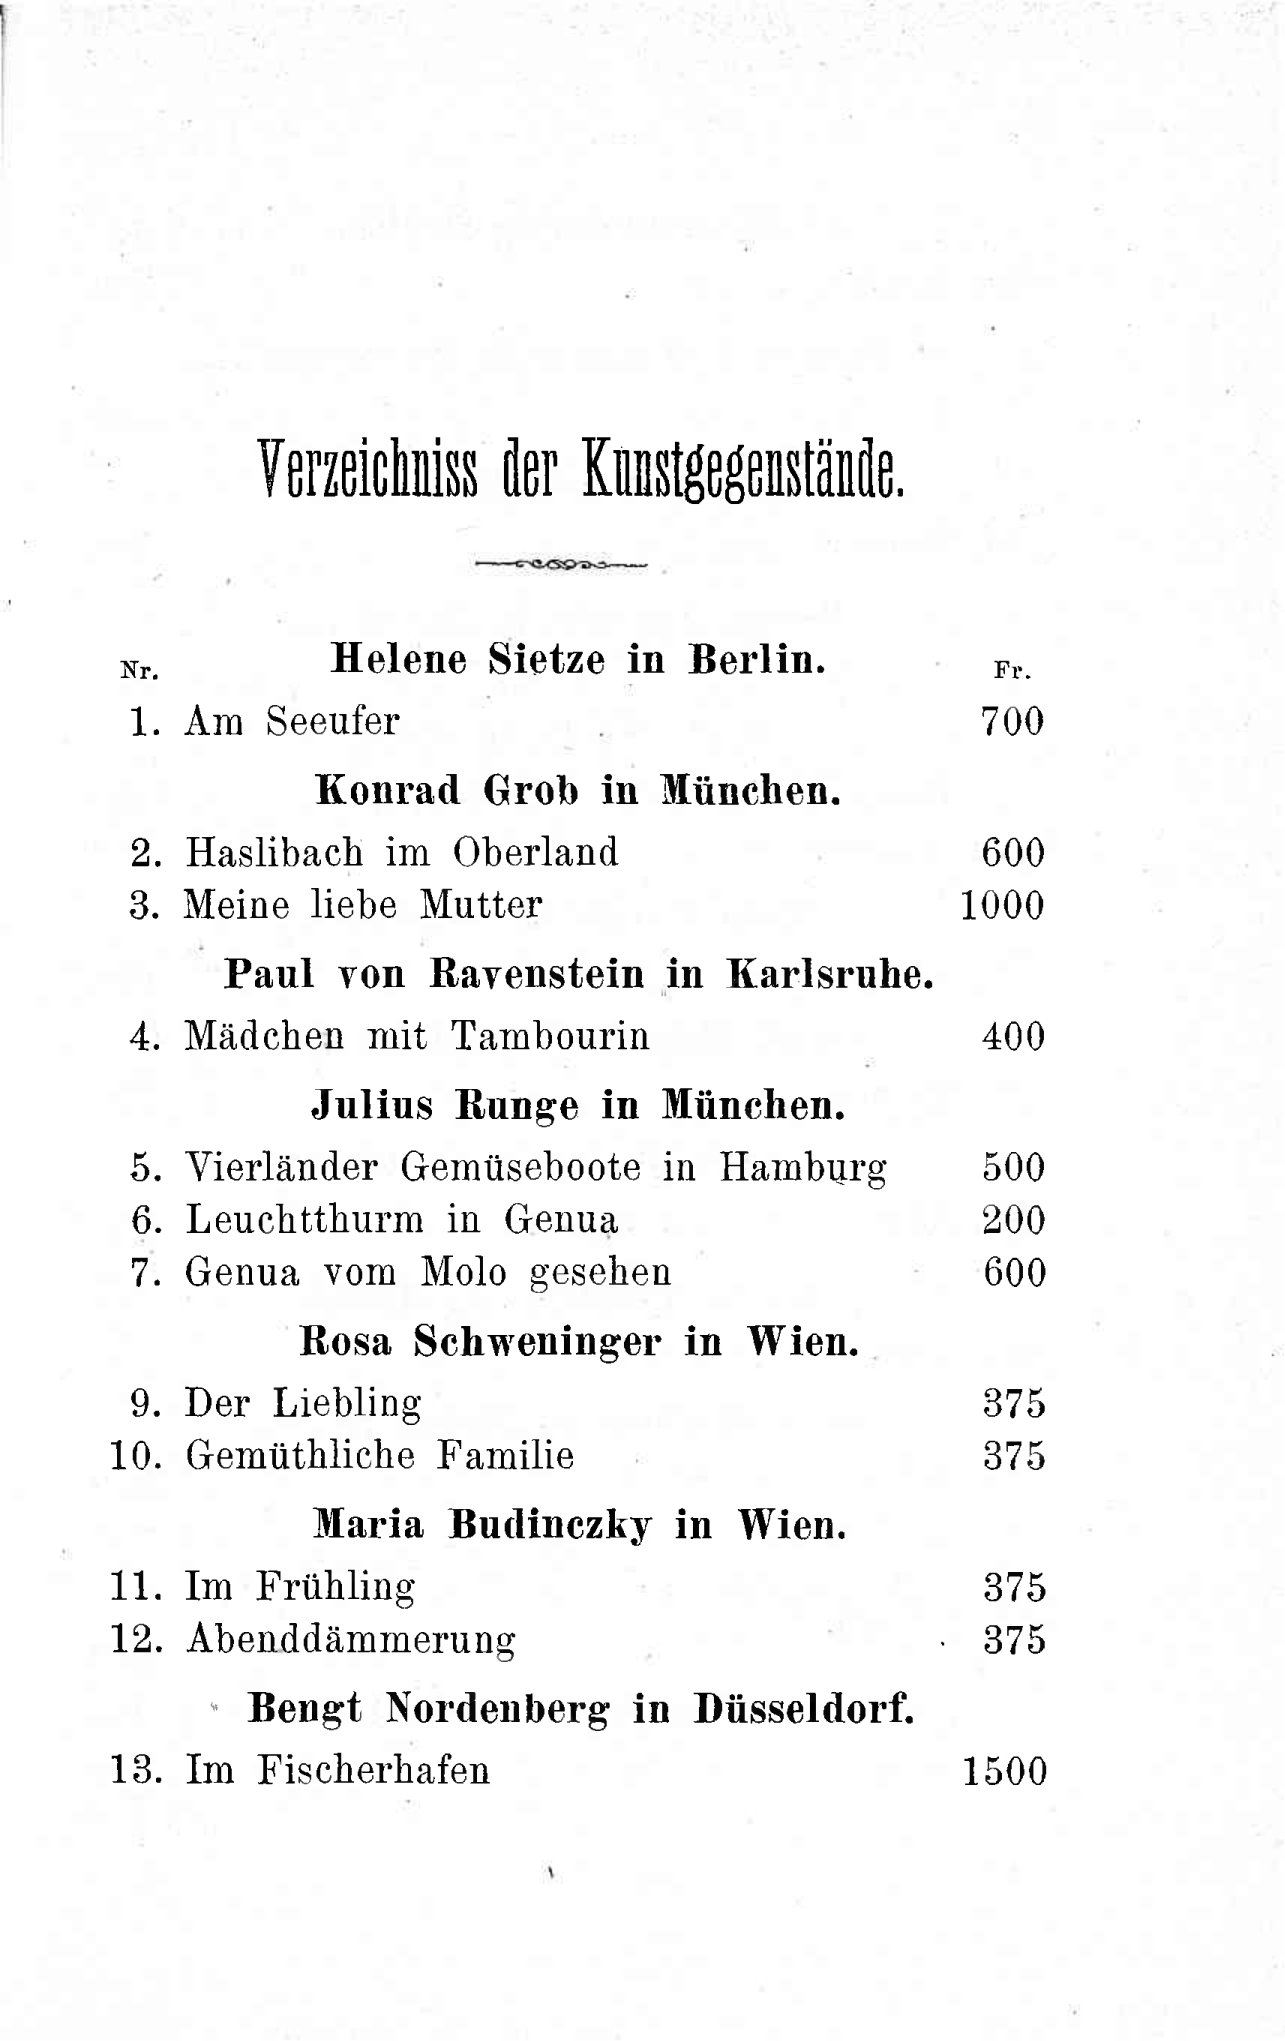 Verzeichniss der Kunstgegenstände.
Nr. Helene Sietze in Berlin. Fr.
1. Am Seeufer 700
Konrad Grob in München.
2. Haslibach im Oberland 600
3. Meine liebe Mutter 1000
Paul von Ravenstein in Karlsruhe.
4. Mädchen mit Tambourin 400
Julius Runge in München.
5. Vierländer Gemüseboote in Hamburg 500
6. Leuchtthurm in Genua 200
7. Genua vom Molo gesehen 600
Rosa Schweninger in Wien.
9. Der Liebling 375
10. Gemüthliche Familie 375
Maria Budinczky in Wien.
11. Im Frühling 375
12. Abenddämmerung 375
Bengt Nordenberg in Düsseldorf.
13. Im Fischerhafen 1500